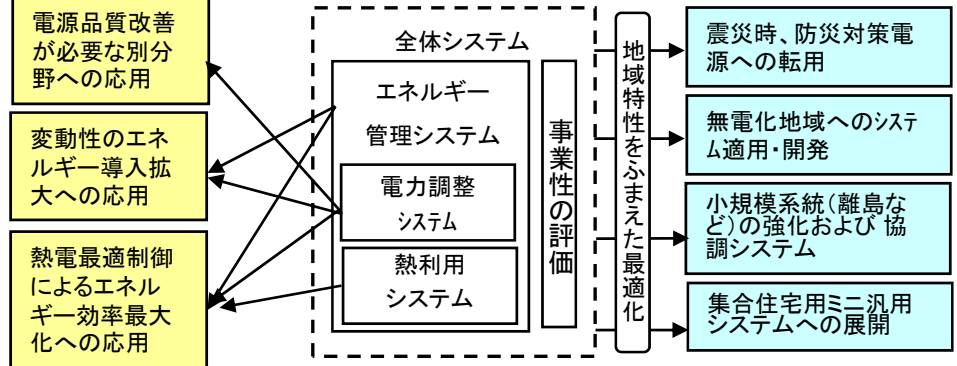 電源品質改善
が必要な別分
野への応用
変動性のエネ
ルギー導入拡
大への応用
熱電最適制御
によるエネル
ギー効率最大
化への応用
全体システム
エネルギー
管理システム
電力調整
システム
熱利用
システム
事業性の評価
地域特性をふまえた最適化
震災時、防災対策電
源への転用
無電化地域へのシステ
ム適用・開発
小規模系統(離島な
ど)の強化および 協
調システム
集合住宅用ミニ汎用
システムへの展開